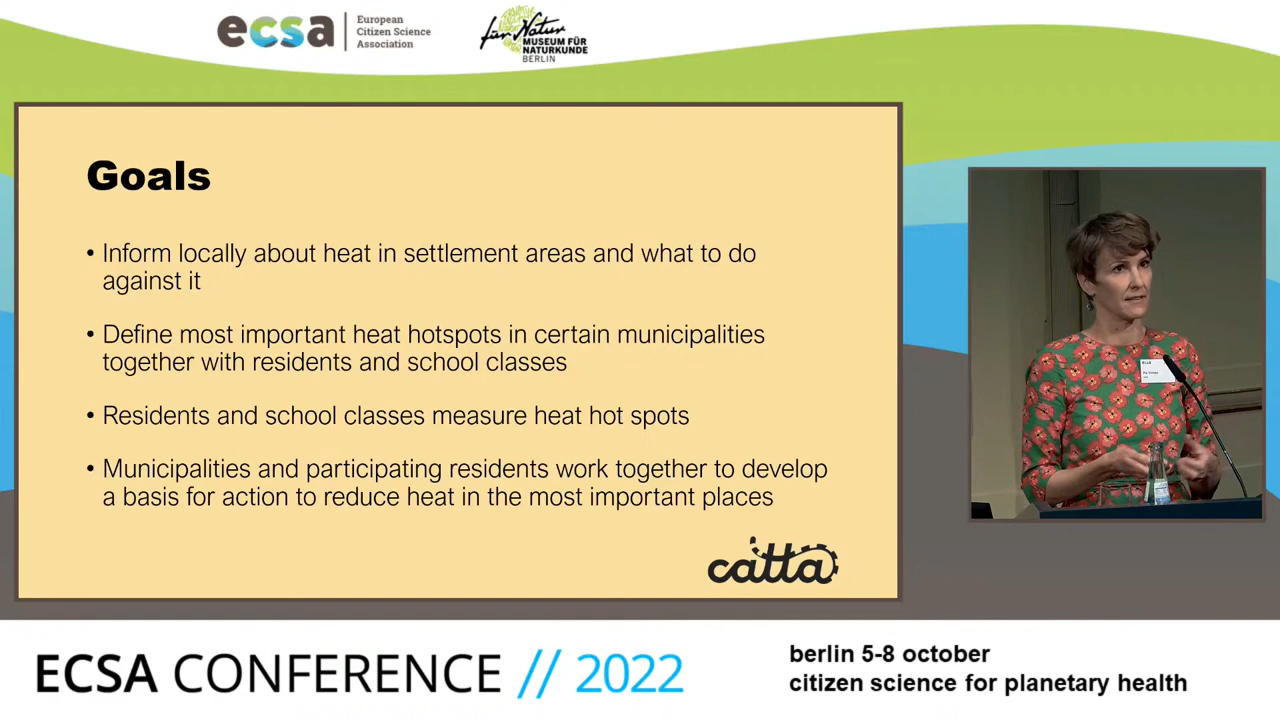 ecsa
European
Citizen Science
Association
für Natur
MUSEUM FÜR
NATURKUNDE
BERLIN
Goals
• Inform locally about heat in settlement areas and what to do
against it
• Define most important heat hotspots in certain municipalities
together with residents and school classes
• Residents and school classes measure heat hot spots
• Municipalities and participating residents work together to develop
a basis for action to reduce heat in the most important places
catta
ECSA CONFERENCE // 2022
berlin 5-8 october
citizen science for planetary health